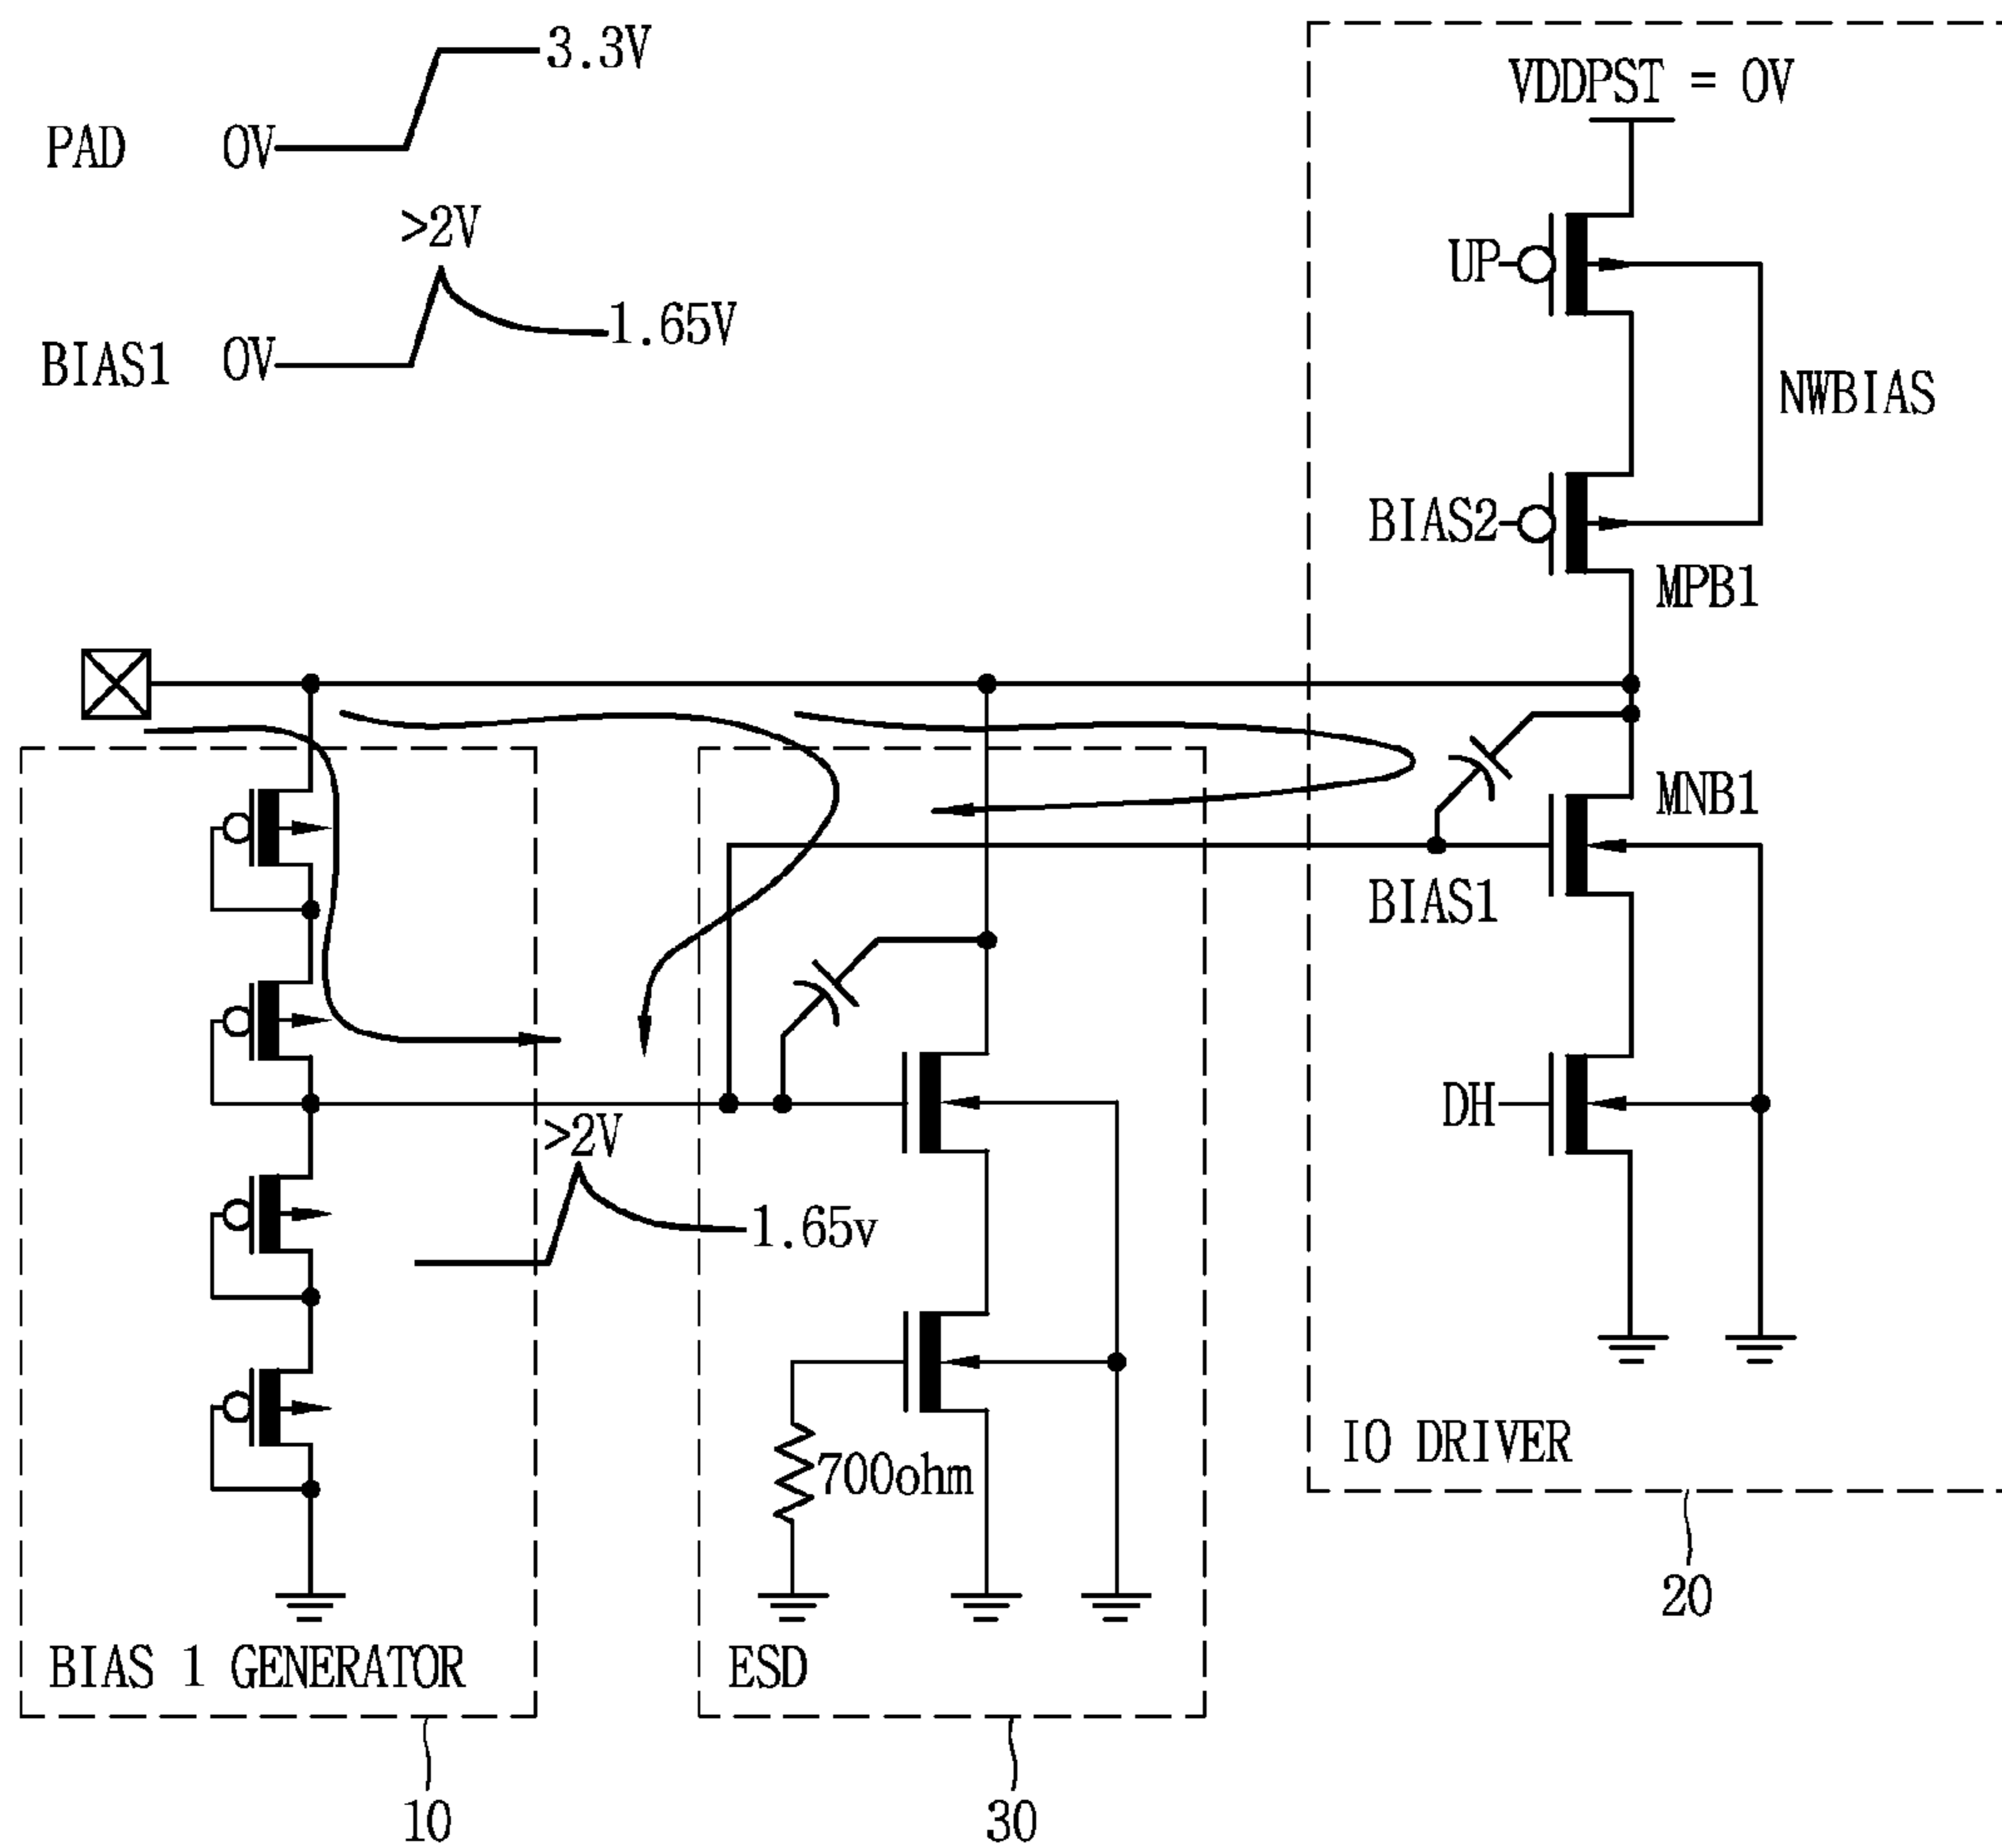 3.3V
PAD 0V
>2V
1.65V
BIAS1 0V
VDDPST = 0V
UP
NWBIAS
BIAS2
MPB1
MNB1
BIAS1
DH
>2V
1.65v
700ohm
IO DRIVER
20
BIAS 1 GENERATOR
ESD
10
30